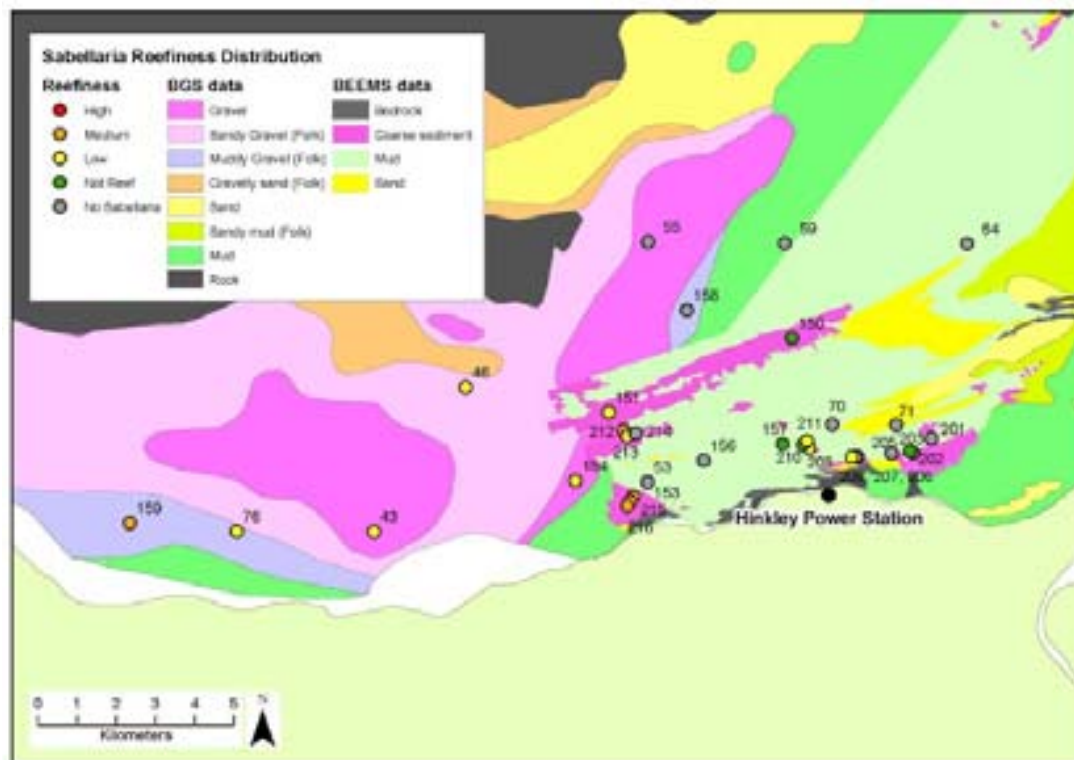 Sabellaria Reefiness Distribution
Reefiness
High
Medium
Low
Not Reef
No Sabellaria
BGS data
Gravel
Sandy Gravel (Folk)
Muddy Gravel (Folk)
Gravelly sand (Folk)
Sand
Sandy mud (Folk)
Mud
Rock
BEEMS data
Bedrock
Coarse sediment
Mud
Sand
55
59
64
158
150
46
151
212
214
213
70
71
211
157
210
156
205
203
201
202
207, 206
154
53
153
216
159
76
43
Hinkley Power Station
0 1 2 3 4 5
Kilometers